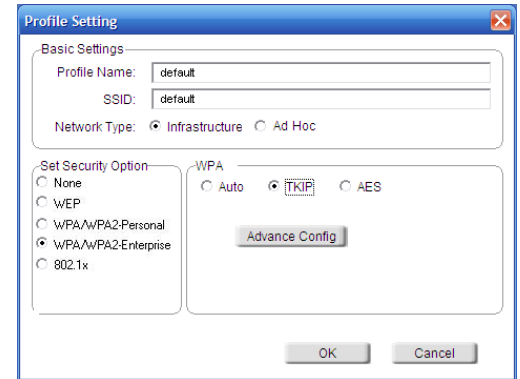 Profile Setting
Basic Settings
Profile Name: default
SSID: default
Network Type: Infrastructure Ad Hoc
Set Security Option
None
WEP
WPA/WPA2-Personal
WPA/WPA2-Enterprise
802.1x
WPA
Auto TKIP AES
Advance Config
OK Cancel